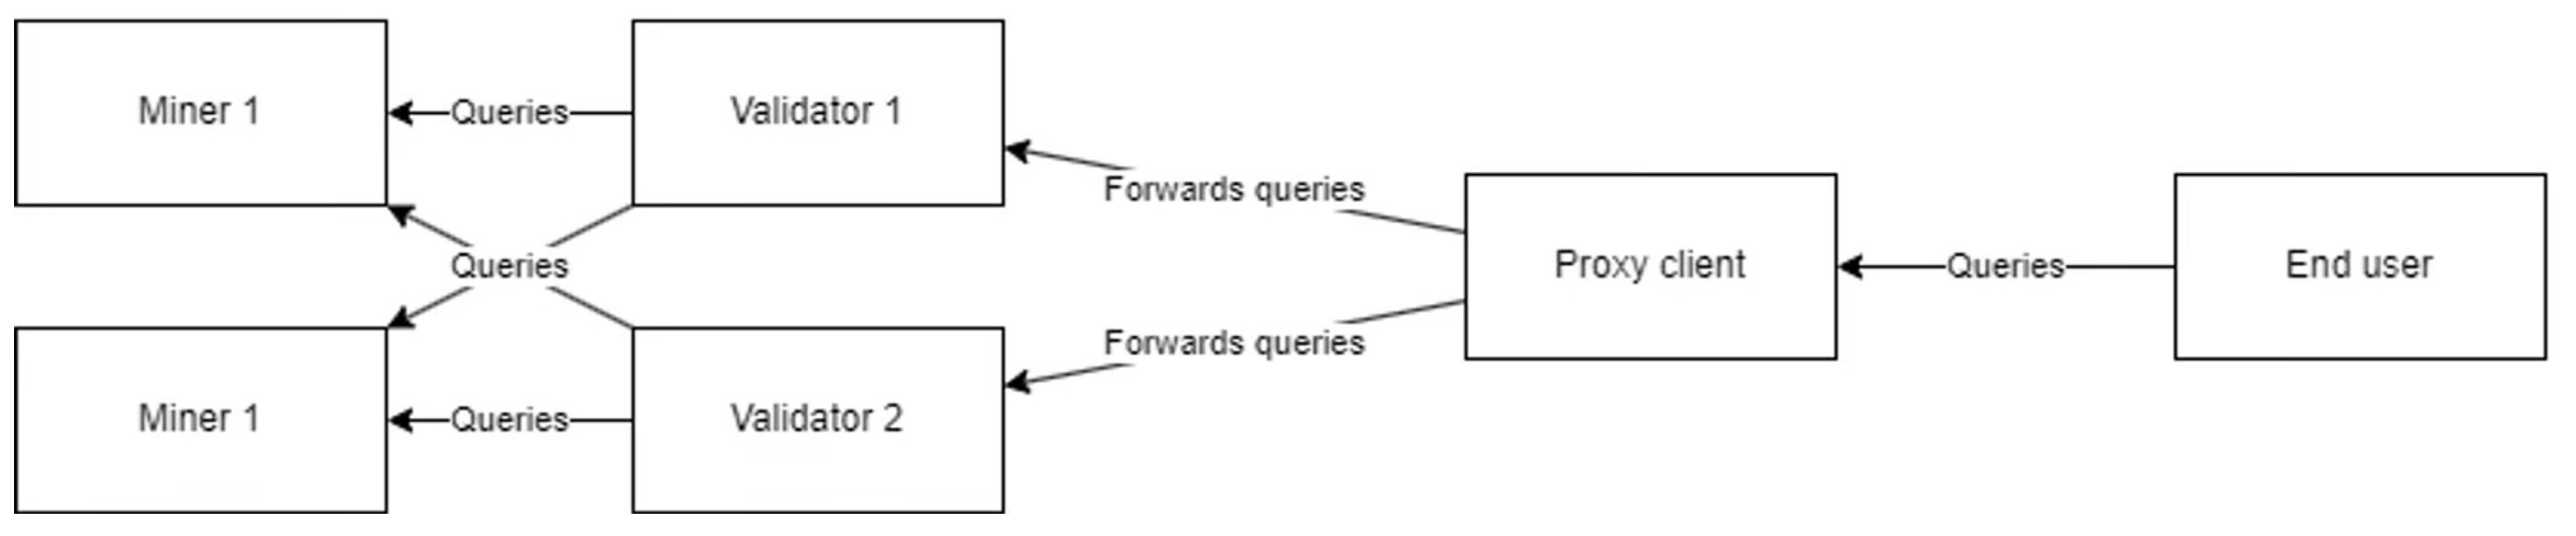 Miner 1
Queries
Validator 1
Forwards queries
Queries
Proxy client
Queries
End user
Forwards queries
Miner 1
Queries
Validator 2